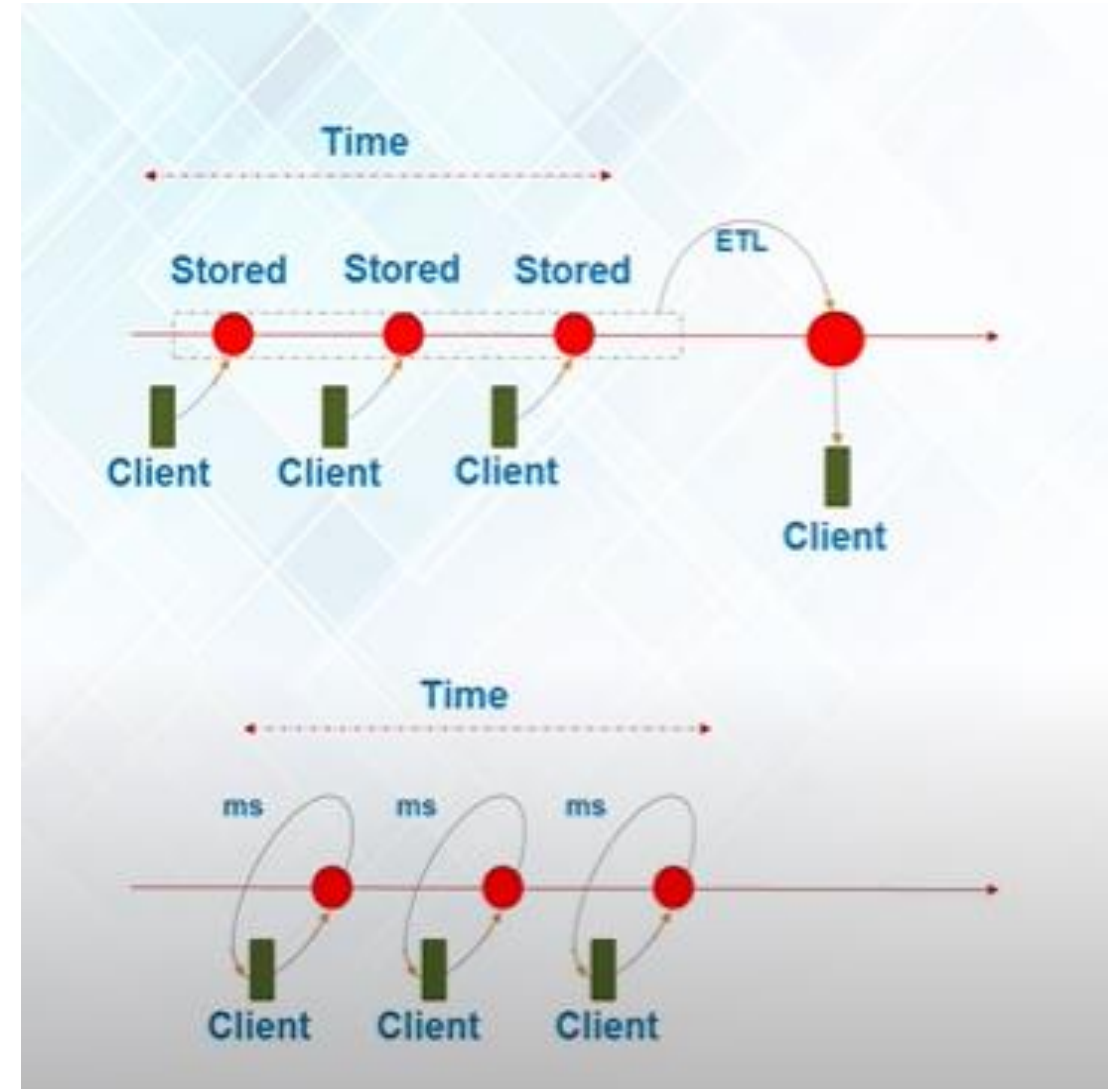 Time
ETL
Stored Stored Stored
Client Client Client
Client
Time
ms ms ms
Client Client Client